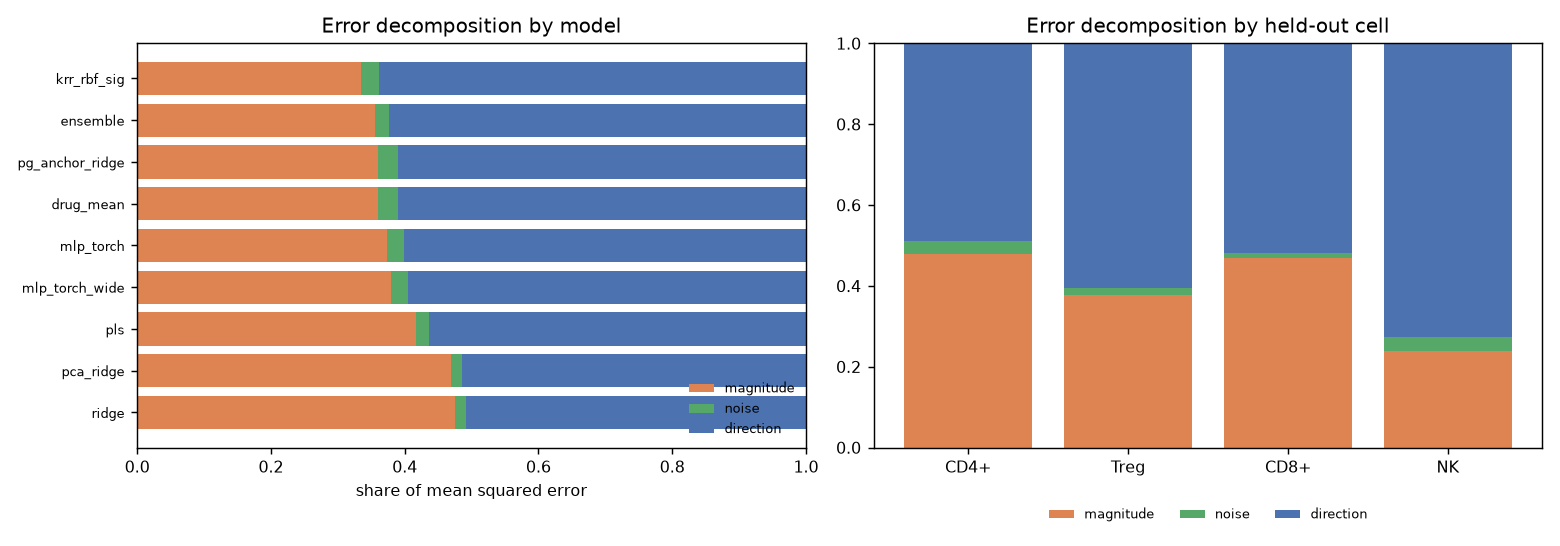 Error decomposition by model
krr_rbf_sig
ensemble
pg_anchor_ridge
drug_mean
mlp_torch
mlp_torch_wide
pls
pca_ridge
ridge
magnitude
noise
direction
0.0 0.2 0.4 0.6 0.8 1.0
share of mean squared error
Error decomposition by held-out cell
1.0
0.8
0.6
0.4
0.2
0.0
CD4+ Treg CD8+ NK
magnitude noise direction